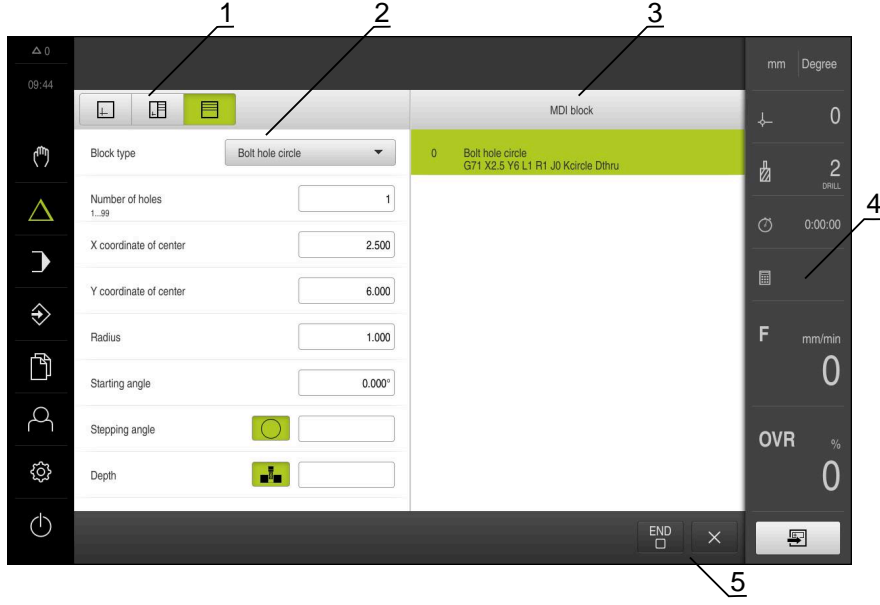 1
2
3
0
mm
Degree
09:44
MDI block
0
Block type
Bolt hole circle
0
Bolt hole circle
G71 X2.5 Y6 L1 R1 J0 Kcircle Dthru
2
DRILL
Number of holes
1...99
1
4
0:00:00
X coordinate of center
2.500
Y coordinate of center
6.000
Radius
1.000
F
mm/min
0
Starting angle
0.000°
Stepping angle
OVR
%
0
Depth
END
5